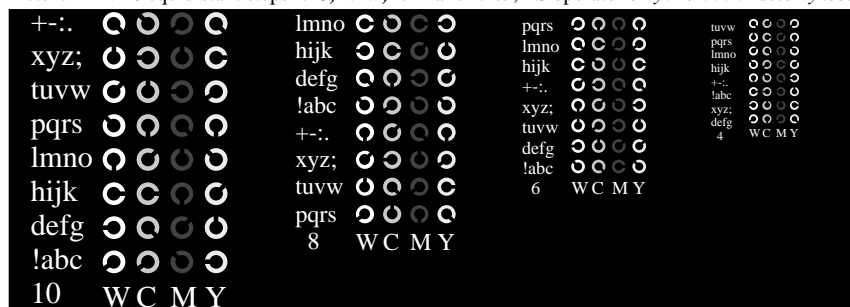 +-:.
xyz;
tuvw
pqrs
lmno
hijk
defg
!abc
10 W C M Y
lmno
hijk
defg
!abc
+-:.
xyz;
tuvw
pqrs
8 W C M Y
pqrs
lmno
hijk
+-:.
xyz;
tuvw
defg
!abc
6 W C M Y
tuvw
pqrs
lmno
hijk
+-:.
!abc
xyz;
defg
4 W C M Y